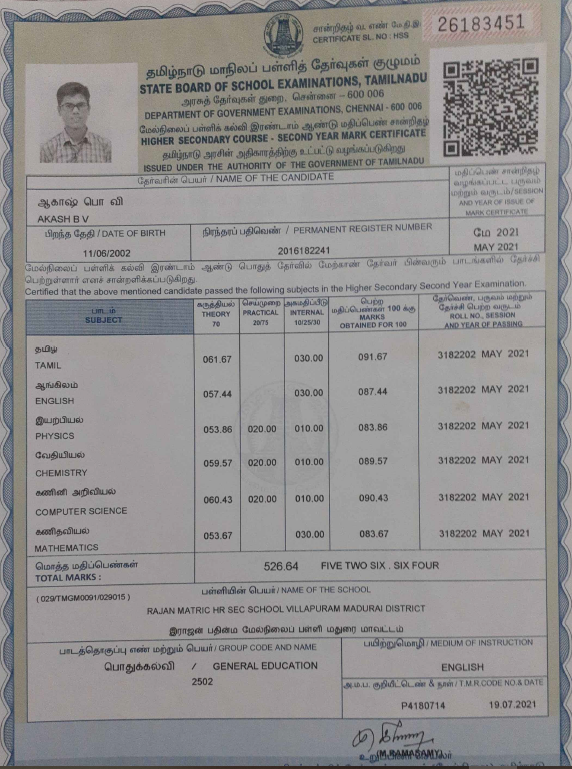 சான்றிதழ் வ. எண் மே.நி.இ
CERTIFICATE SL. NO : HSS
26183451
தமிழ்நாடு மாநிலப் பள்ளித் தேர்வுகள் குழுமம்
STATE BOARD OF SCHOOL EXAMINATIONS, TAMILNADU
அரசுத் தேர்வுகள் துறை, சென்னை - 600 006
DEPARTMENT OF GOVERNMENT EXAMINATIONS, CHENNAI - 600 006
மேல்நிலைப் பள்ளிக் கல்வி இரண்டாம் ஆண்டு மதிப்பெண் சான்றிதழ்
HIGHER SECONDARY COURSE - SECOND YEAR MARK CERTIFICATE
தமிழ்நாடு அரசின் அதிகாரத்திற்கு உட்பட்டு வழங்கப்படுகிறது
ISSUED UNDER THE AUTHORITY OF THE GOVERNMENT OF TAMILNADU
தேர்வரின் பெயர் / NAME OF THE CANDIDATE
ஆகாஷ் பொ வி
AKASH B V
மதிப்பெண் சான்றிதழ்
வழங்கப்பட்ட பருவம்
மற்றும் வருடம் / SESSION
AND YEAR OF ISSUE OF
MARK CERTIFICATE
பிறந்த தேதி / DATE OF BIRTH
நிரந்தரப் பதிவெண் / PERMANENT REGISTER NUMBER
மே 2021
11/06/2002
2016182241
MAY 2021
மேல்நிலைப் பள்ளிக் கல்வி இரண்டாம் ஆண்டு பொதுத் தேர்வில் மேற்காண் தேர்வர் பின்வரும் பாடங்களில் தேர்ச்சி
பெற்றுள்ளார் எனச் சான்றளிக்கப்படுகிறது.
Certified that the above mentioned candidate passed the following subjects in the Higher Secondary Second Year Examination.
பாடம்
SUBJECT
கருத்தியல்
THEORY
70
செய்முறை
PRACTICAL
20/75
அகமதிப்பீடு
INTERNAL
10/25/30
பெற்ற
மதிப்பெண்கள் 100 க்கு
MARKS
OBTAINED FOR 100
தேர்வெண், பருவம் மற்றும்
தேர்ச்சி பெற்ற வருடம்
ROLL NO., SESSION
AND YEAR OF PASSING
தமிழ்
TAMIL 061.67 030.00 091.67 3182202 MAY 2021
ஆங்கிலம்
ENGLISH 057.44 030.00 087.44 3182202 MAY 2021
இயற்பியல்
PHYSICS 053.86 020.00 010.00 083.86 3182202 MAY 2021
வேதியியல்
CHEMISTRY 059.57 020.00 010.00 089.57 3182202 MAY 2021
கணினி அறிவியல்
COMPUTER SCIENCE 060.43 020.00 010.00 090.43 3182202 MAY 2021
கணிதவியல்
MATHEMATICS 053.67 030.00 083.67 3182202 MAY 2021
மொத்த மதிப்பெண்கள்
TOTAL MARKS : 526.64 FIVE TWO SIX . SIX FOUR
பள்ளியின் பெயர் / NAME OF THE SCHOOL
( 029/TMGM0091/029015 )
RAJAN MATRIC HR SEC SCHOOL VILLAPURAM MADURAI DISTRICT
இராஜன் பதின்ம மேல்நிலைப் பள்ளி மதுரை மாவட்டம்
பாடத்தொகுப்பு எண் மற்றும் பெயர் / GROUP CODE AND NAME
பயிற்றுமொழி / MEDIUM OF INSTRUCTION
பொதுக்கல்வி / GENERAL EDUCATION
2502
ENGLISH
அ.ம.ப. குறியீட்டெண் & நாள் / T.M.R.CODE NO.& DATE
P4180714 19.07.2021
(M.RAMASAMY)